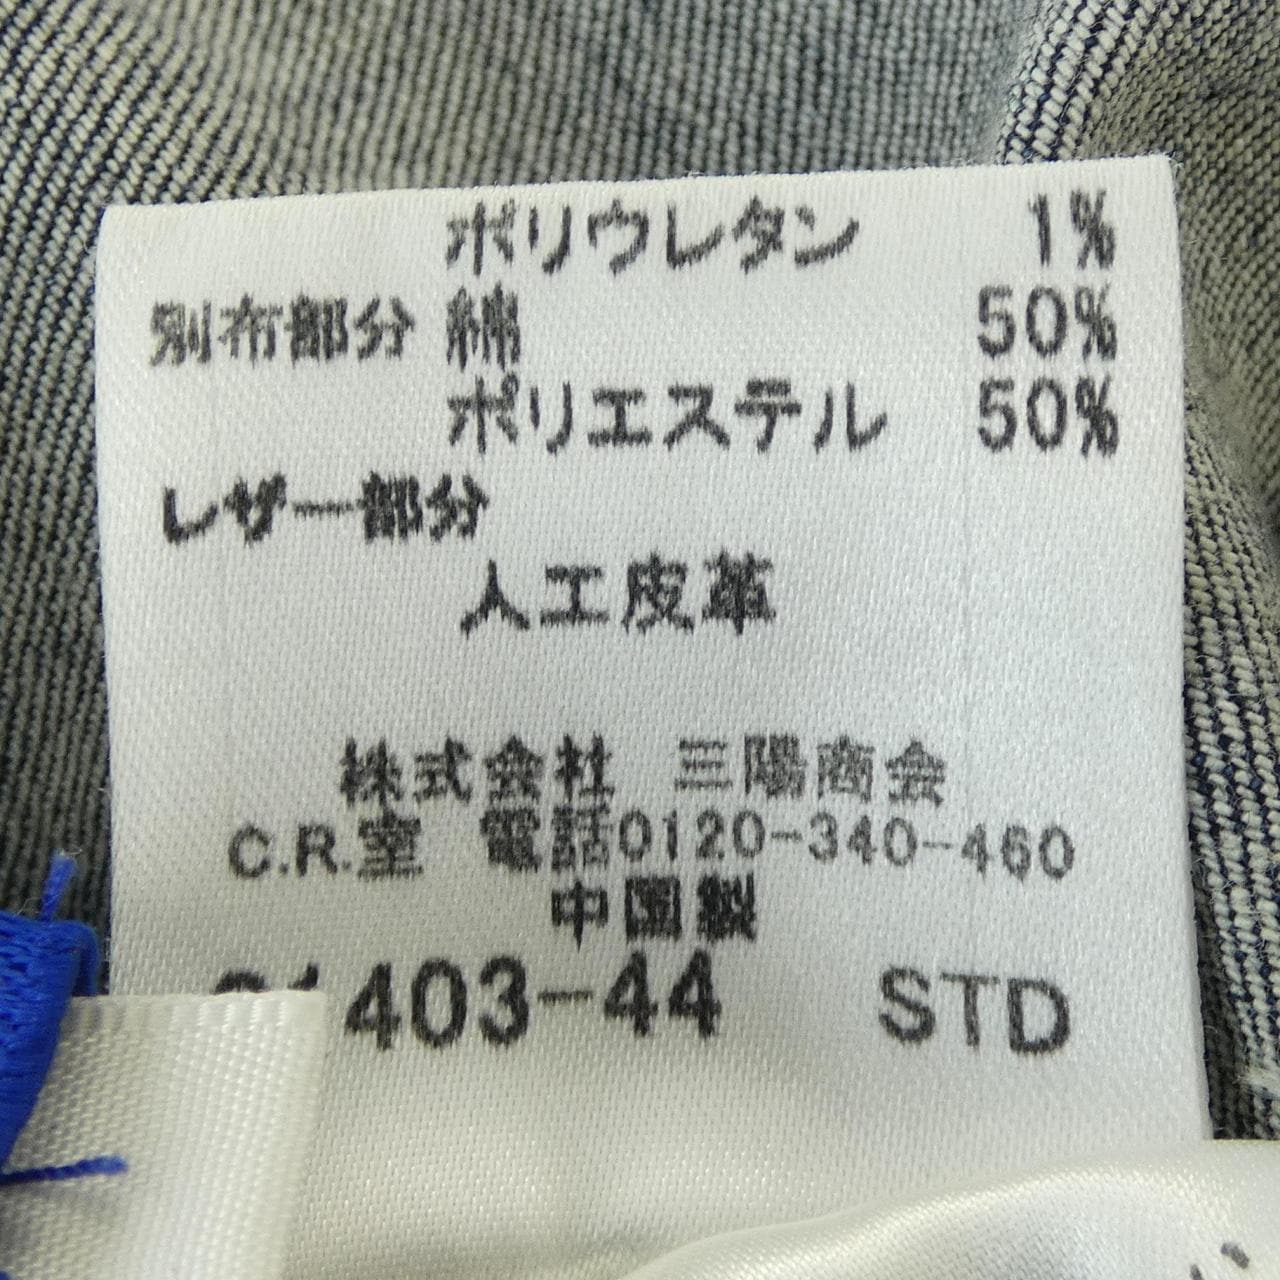 ポリウレタン 1%
別布部分 綿 50%
ポリエステル 50%
レザー部分
人工皮革
株式会社 三陽商会
C.R.室 電話0120-340-460
中国製
1403-44 STD